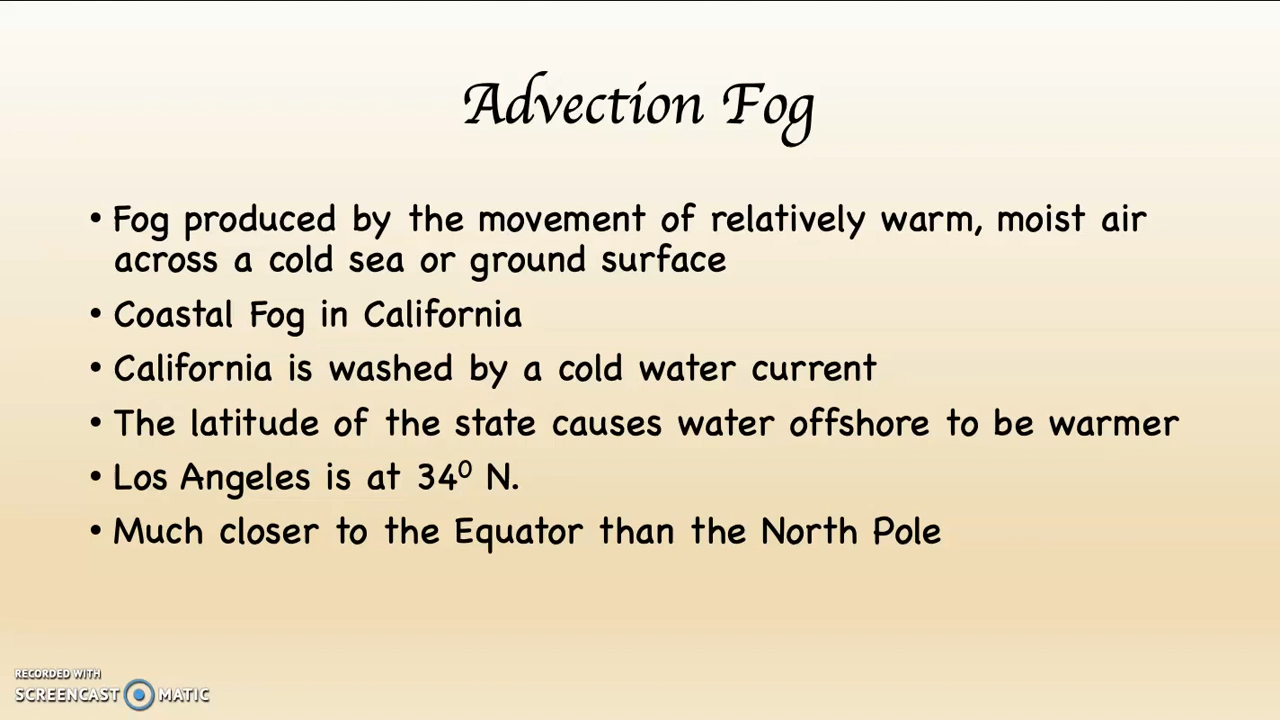 Advection Fog
• Fog produced by the movement of relatively warm, moist air
across a cold sea or ground surface
• Coastal Fog in California
• California is washed by a cold water current
• The latitude of the state causes water offshore to be warmer
• Los Angeles is at 34⁰ N.
• Much closer to the Equator than the North Pole
RECORDED WITH
SCREENCAST MATIC